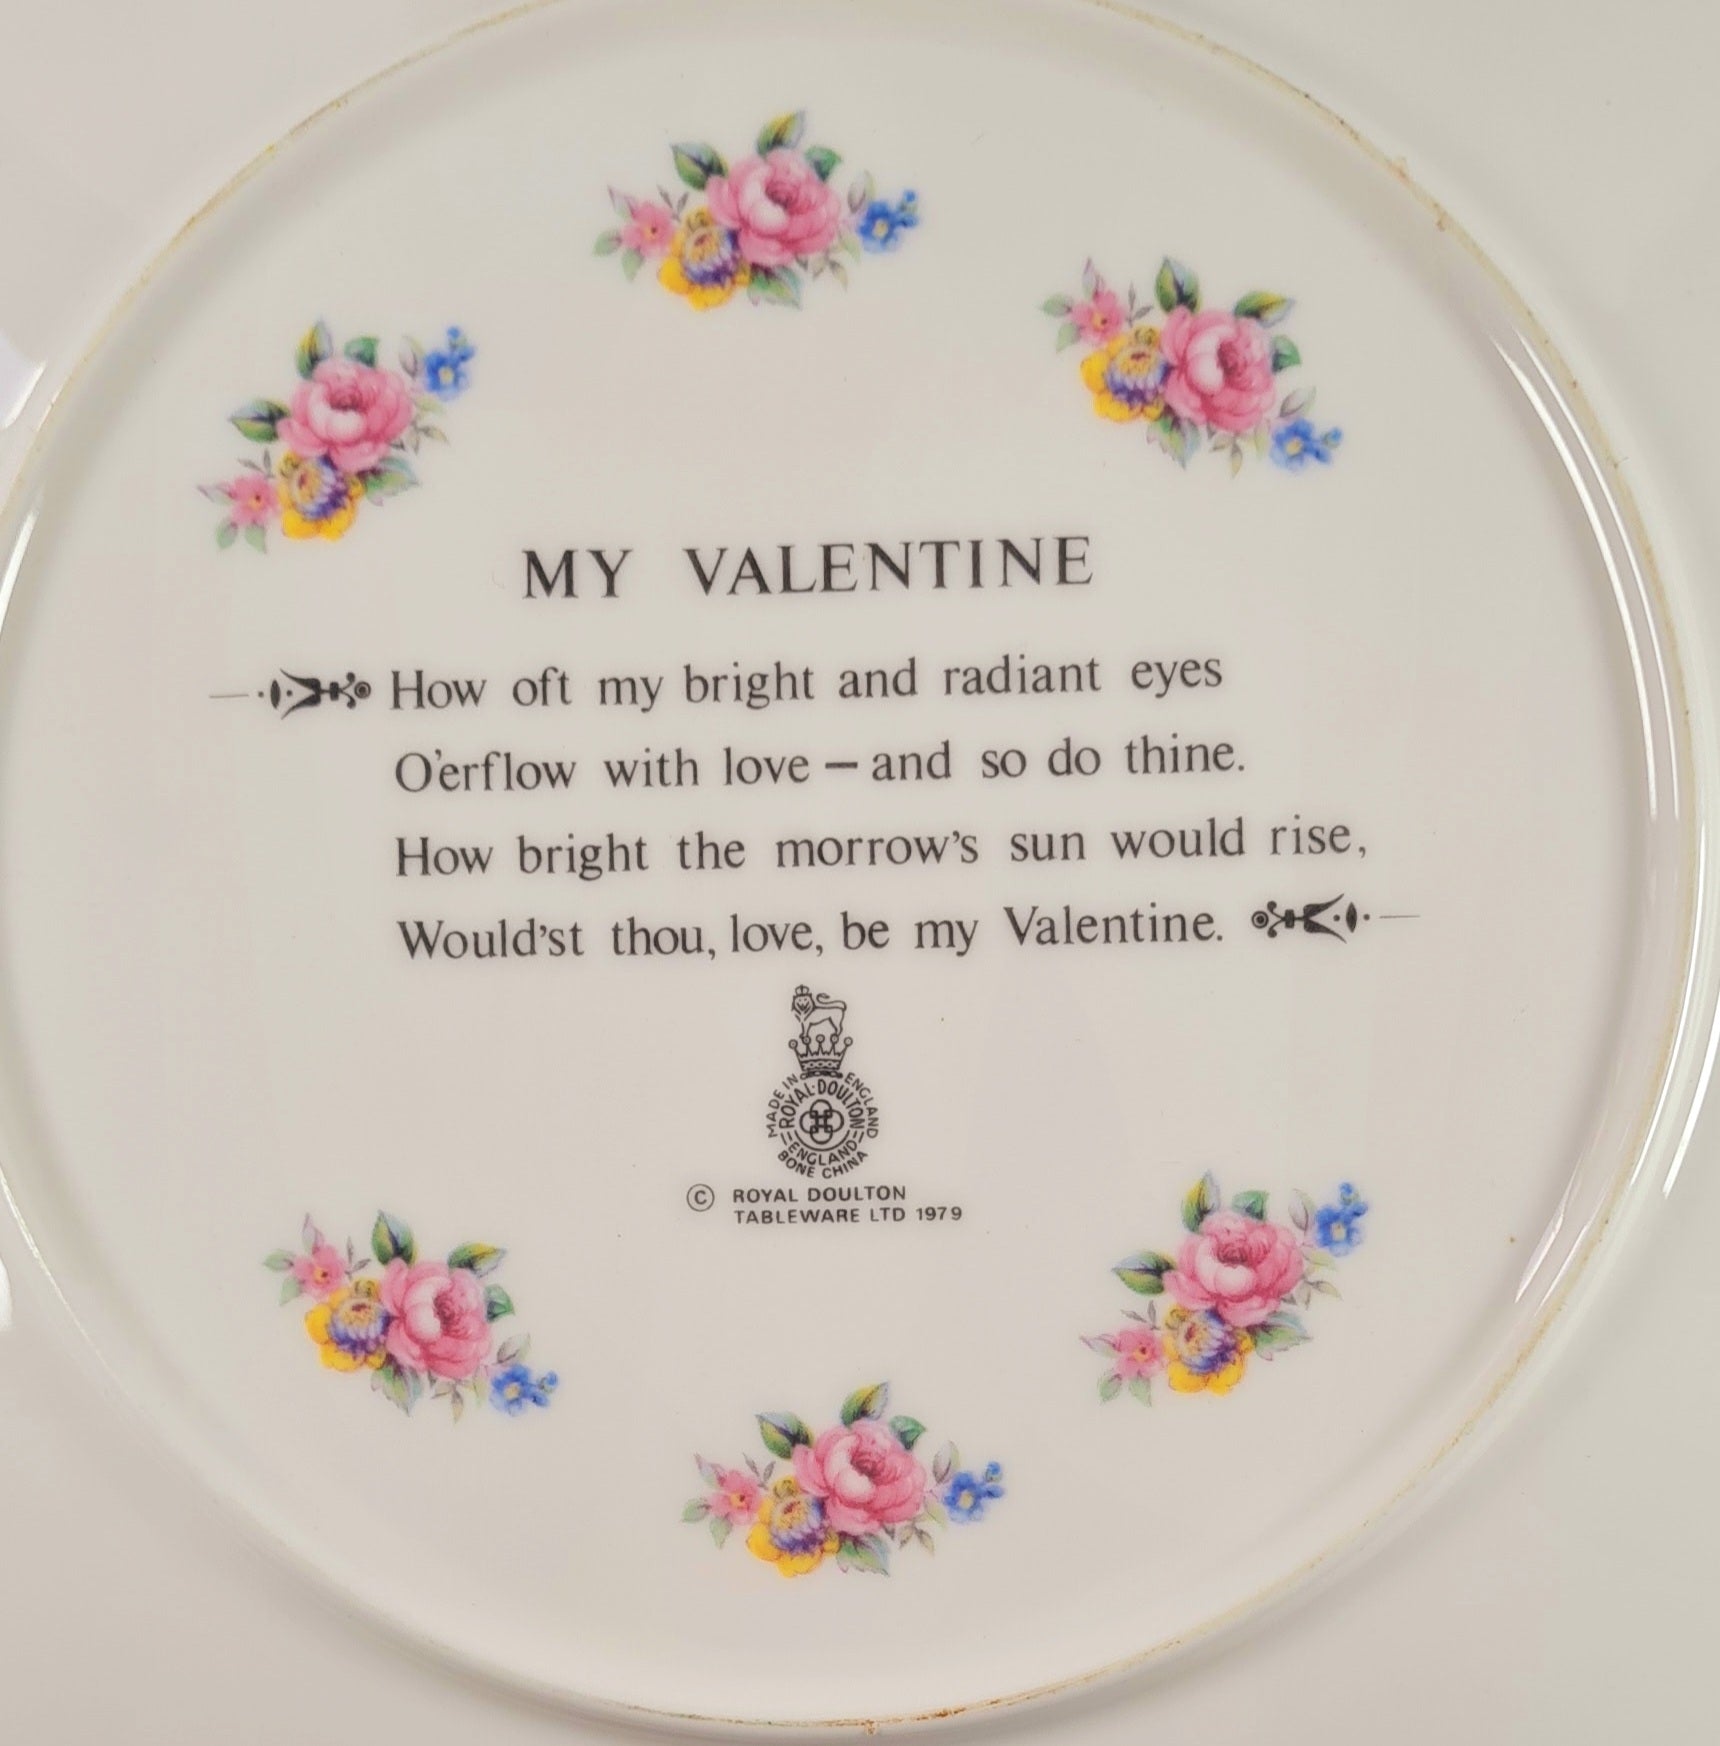 MY VALENTINE
How oft my bright and radiant eyes
O'erflow with love — and so do thine.
How bright the morrow's sun would rise,
Would'st thou, love, be my Valentine.
MADE IN ENGLAND
ROYAL·DOULTON
ENGLAND
BONE CHINA
© ROYAL DOULTON
TABLEWARE LTD 1979